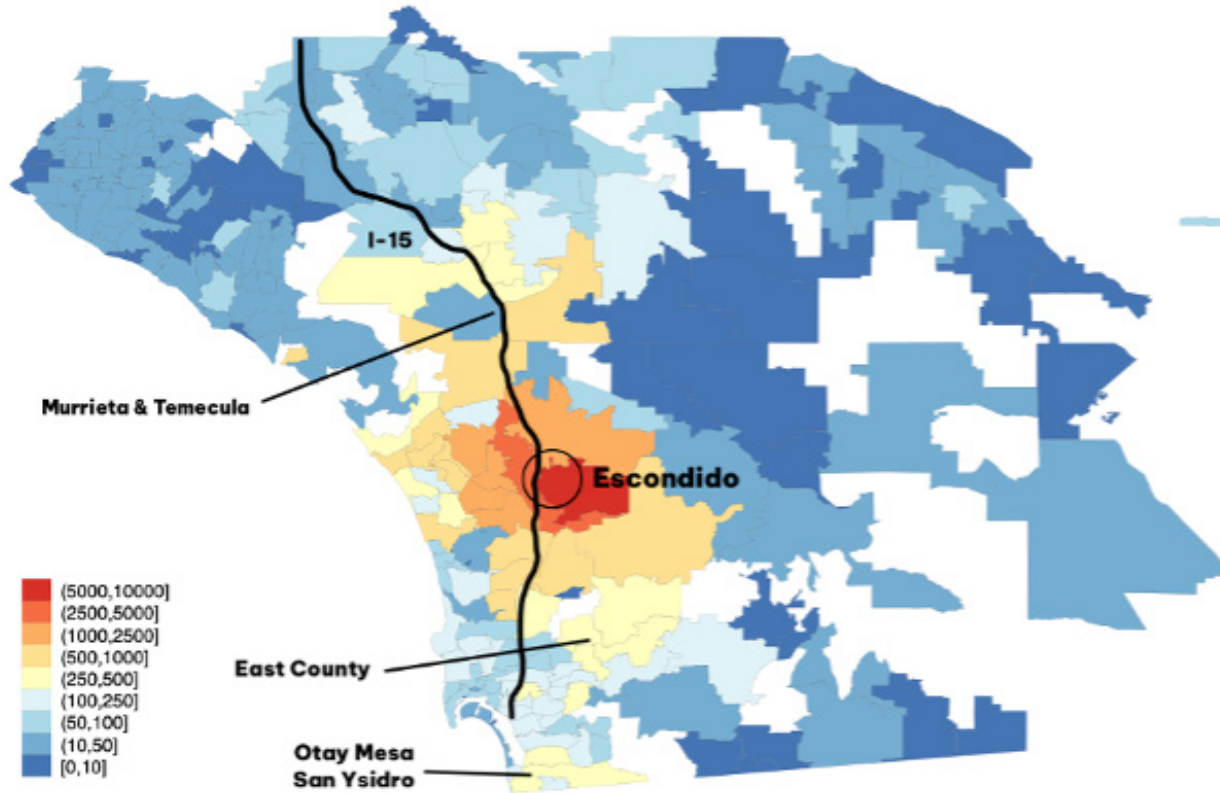 I-15
Murrieta & Temecula
Escondido
(5000,10000]
(2500,5000]
(1000,2500]
(500,1000]
(250,500]
(100,250]
(50,100]
(10,50]
[0,10]
East County
Otay Mesa
San Ysidro